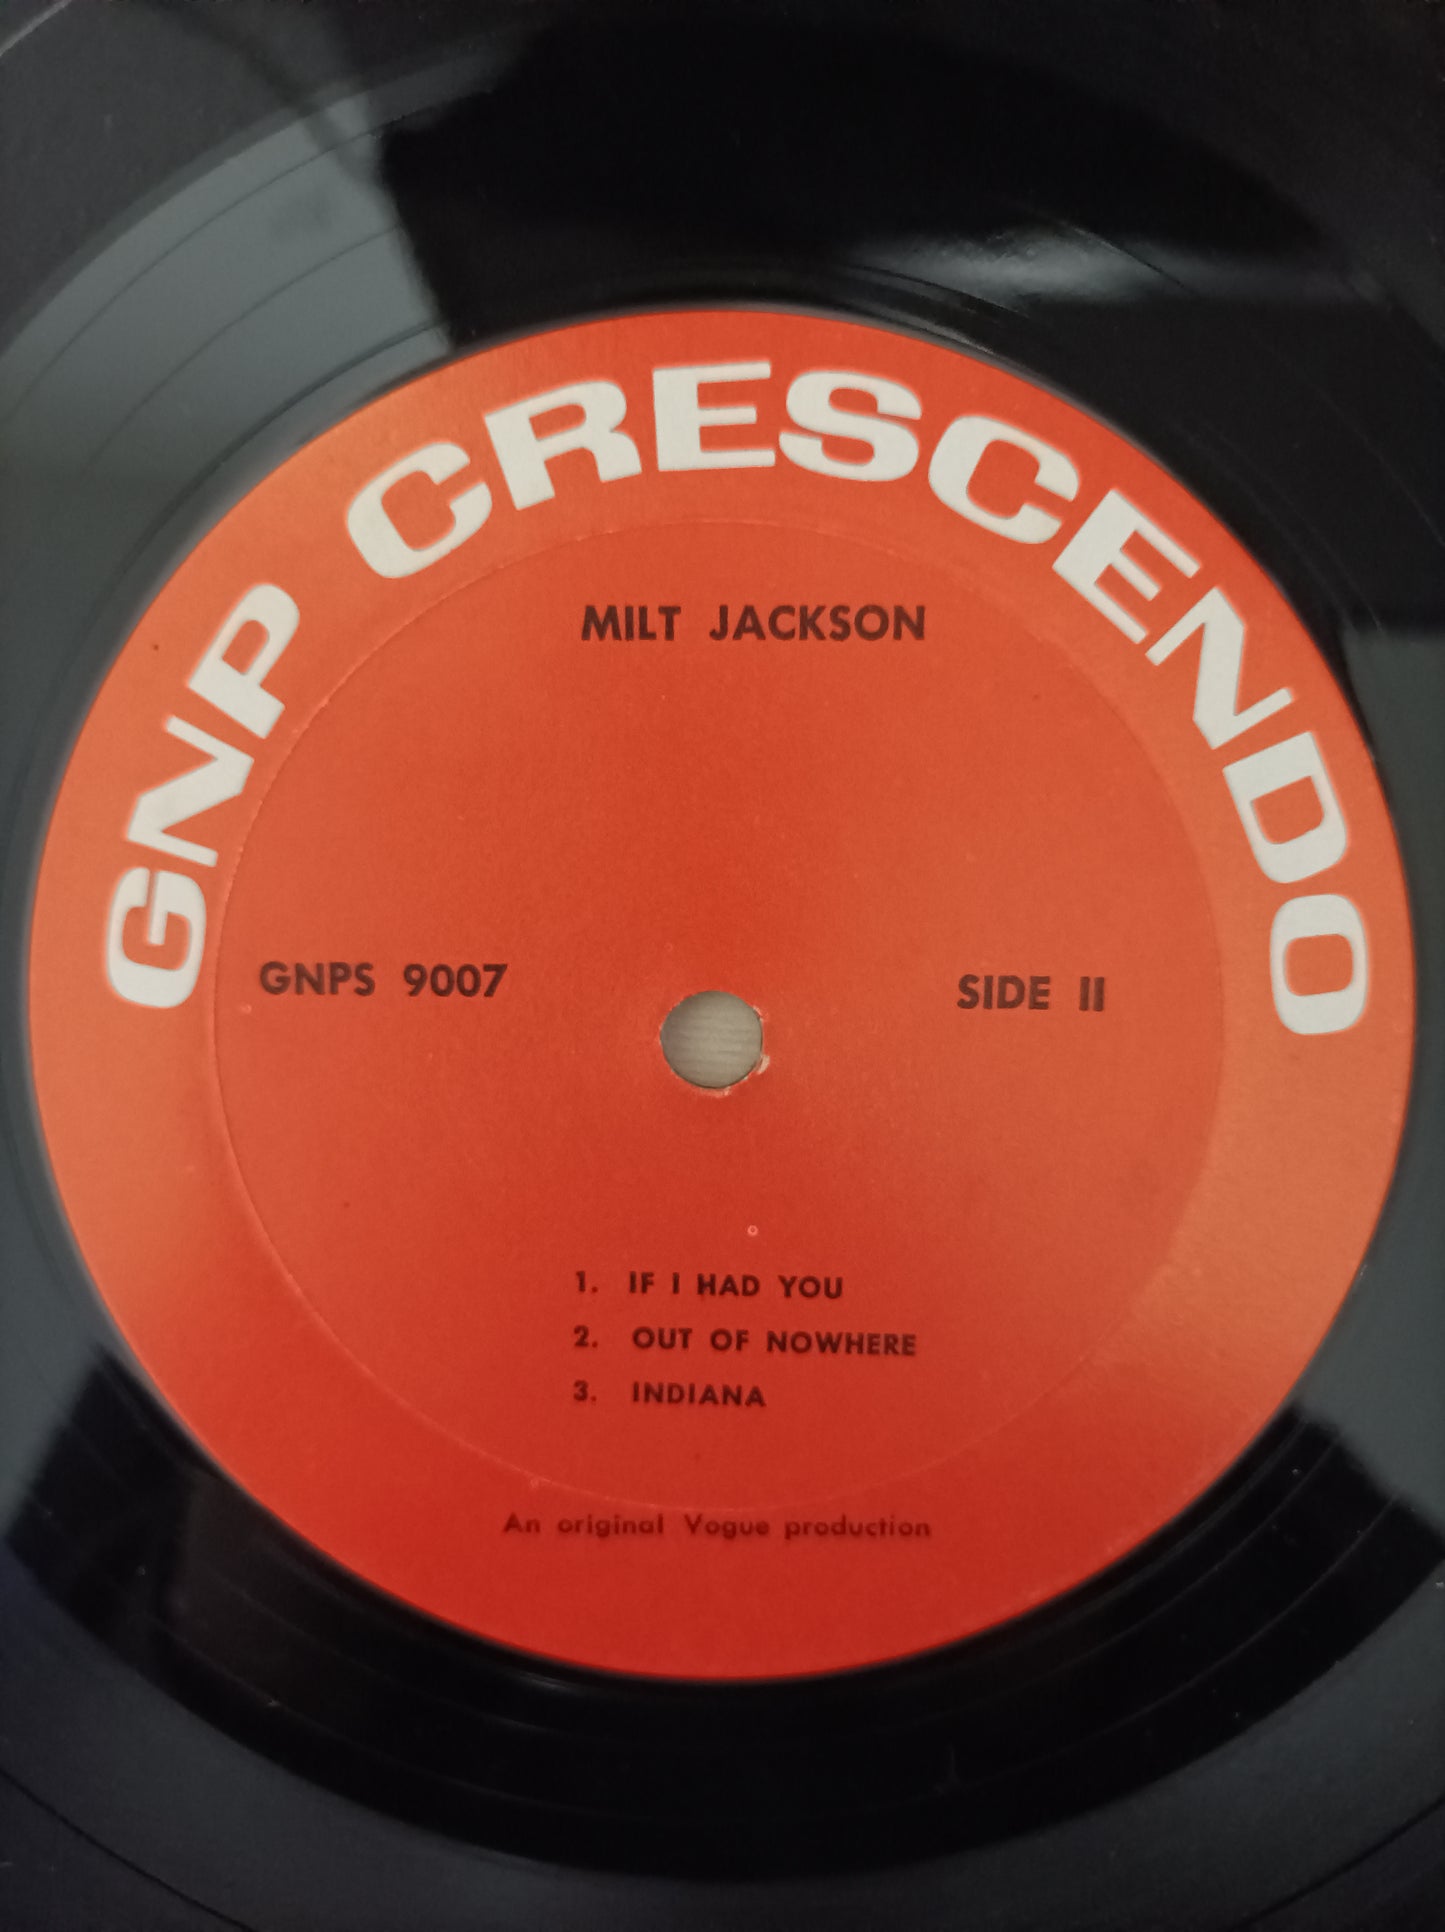 GNP CRESCENDO
MILT JACKSON
GNPS 9007
SIDE II
1. IF I HAD YOU
2. OUT OF NOWHERE
3. INDIANA
An original Vogue production